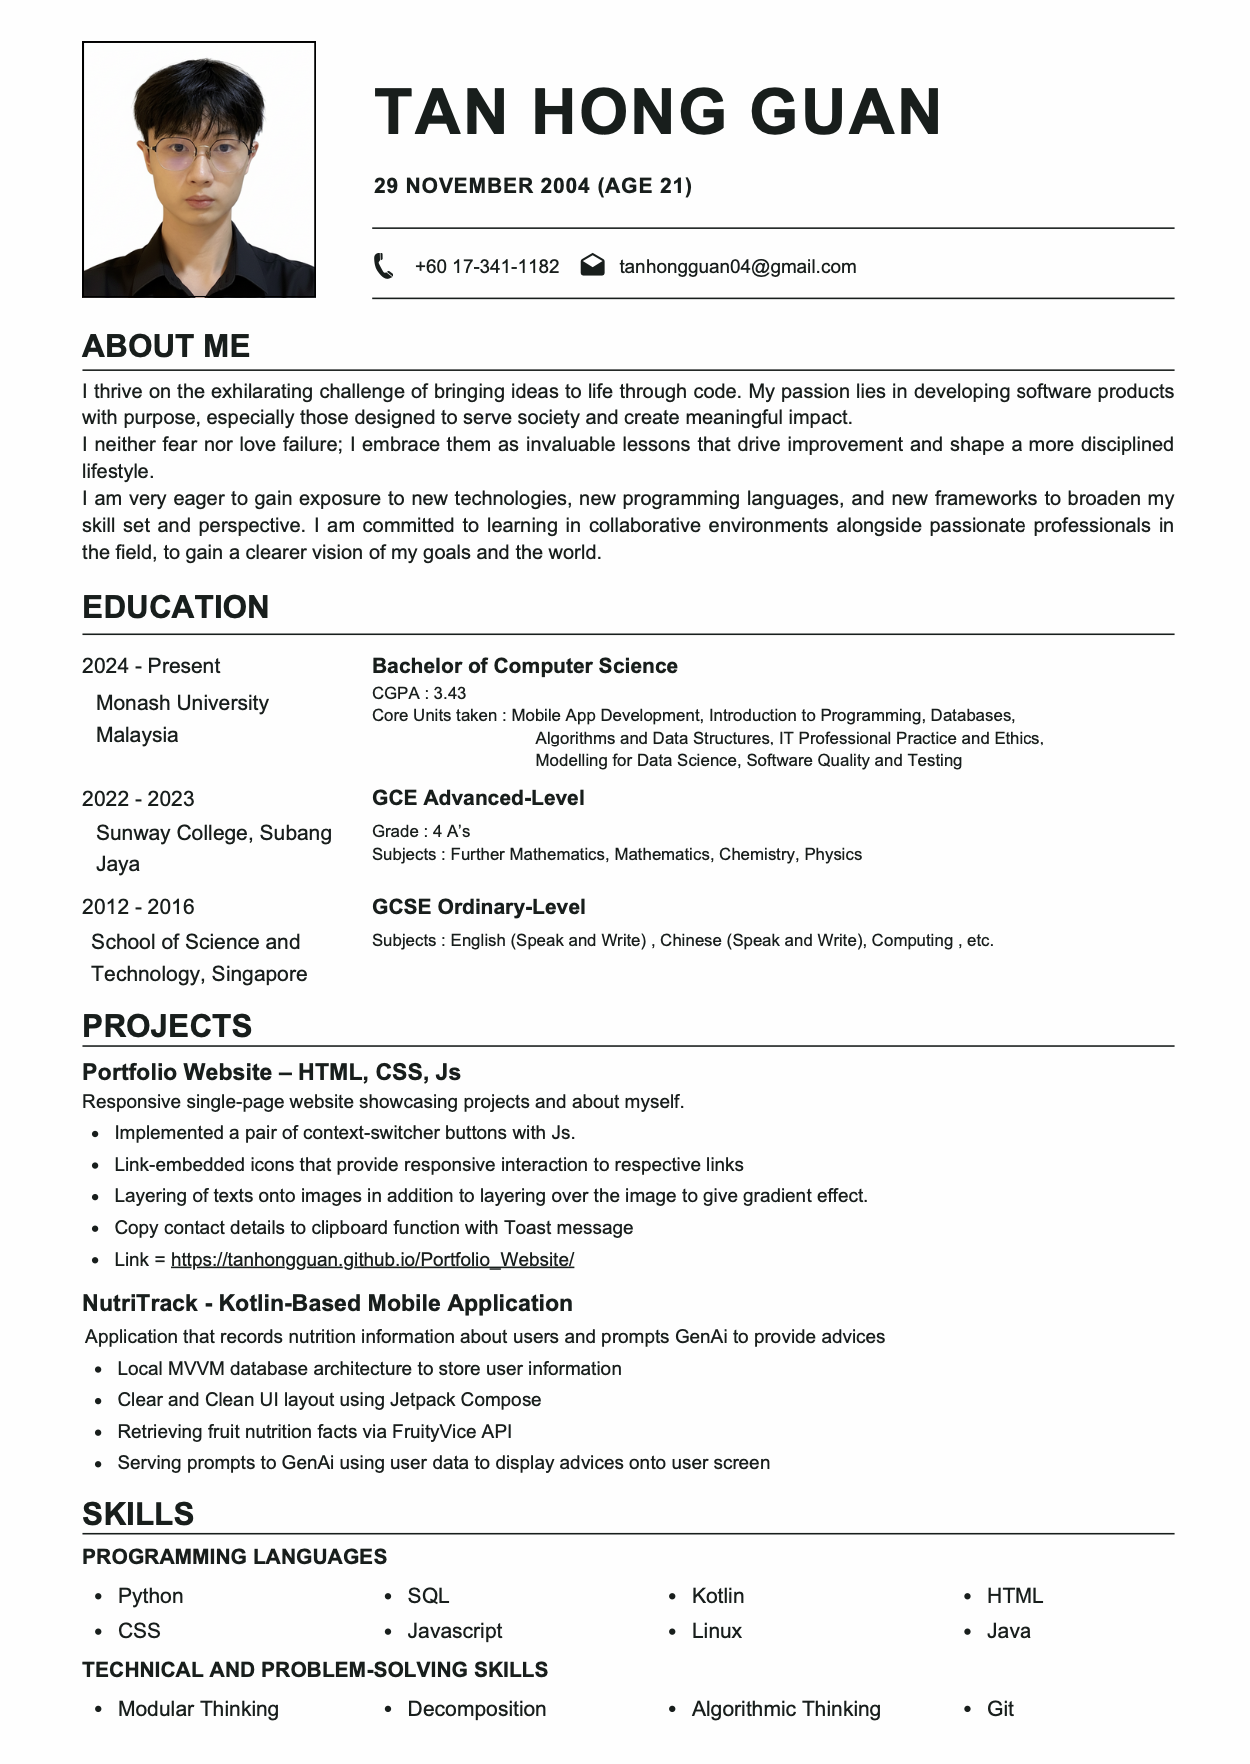 TAN HONG GUAN
29 NOVEMBER 2004 (AGE 21)
+60 17-341-1182 tanhongguan04@gmail.com
ABOUT ME
I thrive on the exhilarating challenge of bringing ideas to life through code. My passion lies in developing software products
with purpose, especially those designed to serve society and create meaningful impact.
I neither fear nor love failure; I embrace them as invaluable lessons that drive improvement and shape a more disciplined
lifestyle.
I am very eager to gain exposure to new technologies, new programming languages, and new frameworks to broaden my
skill set and perspective. I am committed to learning in collaborative environments alongside passionate professionals in
the field, to gain a clearer vision of my goals and the world.
EDUCATION
2024 - Present
Monash University
Malaysia
Bachelor of Computer Science
CGPA : 3.43
Core Units taken : Mobile App Development, Introduction to Programming, Databases,
Algorithms and Data Structures, IT Professional Practice and Ethics,
Modelling for Data Science, Software Quality and Testing
2022 - 2023
Sunway College, Subang
Jaya
GCE Advanced-Level
Grade : 4 A’s
Subjects : Further Mathematics, Mathematics, Chemistry, Physics
2012 - 2016
School of Science and
Technology, Singapore
GCSE Ordinary-Level
Subjects : English (Speak and Write) , Chinese (Speak and Write), Computing , etc.
PROJECTS
Portfolio Website – HTML, CSS, Js
Responsive single-page website showcasing projects and about myself.
• Implemented a pair of context-switcher buttons with Js.
• Link-embedded icons that provide responsive interaction to respective links
• Layering of texts onto images in addition to layering over the image to give gradient effect.
• Copy contact details to clipboard function with Toast message
• Link = https://tanhongguan.github.io/Portfolio_Website/
NutriTrack - Kotlin-Based Mobile Application
Application that records nutrition information about users and prompts GenAi to provide advices
• Local MVVM database architecture to store user information
• Clear and Clean UI layout using Jetpack Compose
• Retrieving fruit nutrition facts via FruityVice API
• Serving prompts to GenAi using user data to display advices onto user screen
SKILLS
PROGRAMMING LANGUAGES
• Python • SQL • Kotlin • HTML
• CSS • Javascript • Linux • Java
TECHNICAL AND PROBLEM-SOLVING SKILLS
• Modular Thinking • Decomposition • Algorithmic Thinking • Git